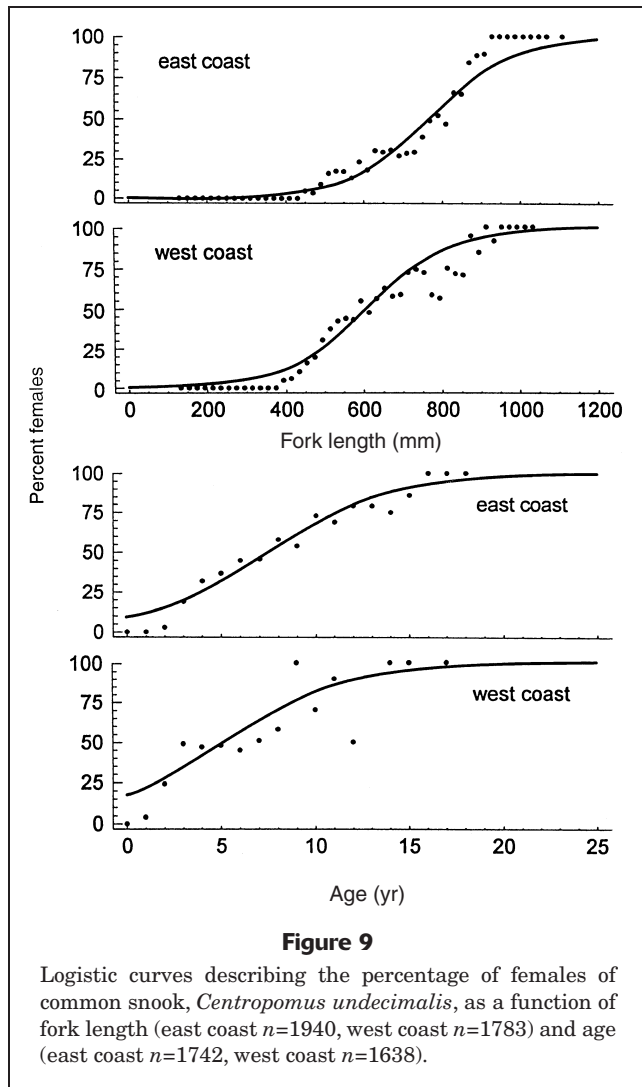 Percent females
100
75
50
25
0
east coast
100
75
50
25
0
west coast
0 200 400 600 800 1000 1200
Fork length (mm)
100
75
50
25
0
east coast
100
75
50
25
0
west coast
0 5 10 15 20 25
Age (yr)
Figure 9
Logistic curves describing the percentage of females of
common snook, Centropomus undecimalis, as a function of
fork length (east coast n=1940, west coast n=1783) and age
(east coast n=1742, west coast n=1638).